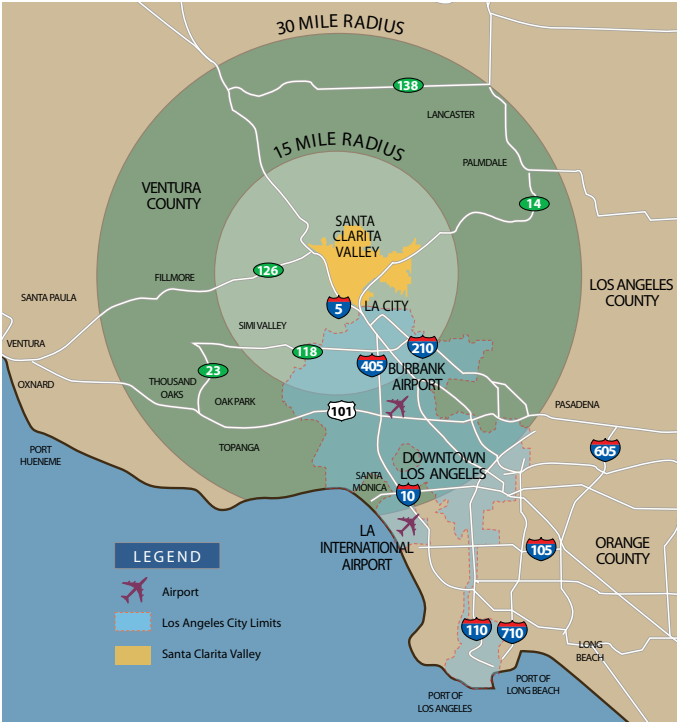 30 MILE RADIUS
138
LANCASTER
15 MILE RADIUS
PALMDALE
VENTURA
COUNTY
14
SANTA
CLARITA
VALLEY
126
FILLMORE
LOS ANGELES
COUNTY
SANTA PAULA
5
LA CITY
SIMI VALLEY
VENTURA
118
210
405
23
BURBANK
AIRPORT
OXNARD
THOUSAND
OAKS
OAK PARK
101
PASADENA
TOPANGA
PORT
HUENEME
605
DOWNTOWN
LOS ANGELES
SANTA
MONICA
10
LA
INTERNATIONAL
AIRPORT
105
ORANGE
COUNTY
LEGEND
Airport
Los Angeles City Limits
Santa Clarita Valley
110
710
LONG
BEACH
PORT OF
LONG BEACH
PORT OF
LOS ANGELES